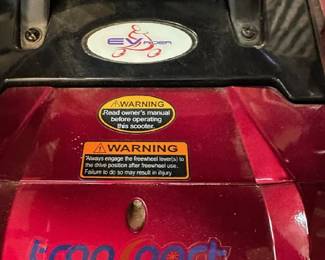 EV RIDER
WARNING
Read owner's manual
before operating
this scooter.
WARNING
Always engage the freewheel lever(s) to
the drive position after freewheel use.
Failure to do so may result in injury.